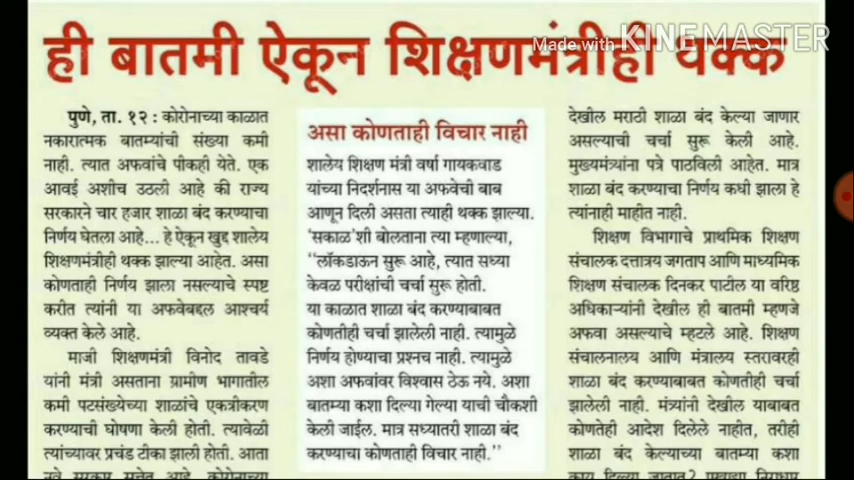 ही बातमी ऐकून शिक्षणमंत्रीही थक्क
Made with KINEMASTER
पुणे, ता. १२ : कोरोनाच्या काळात
नकारात्मक बातम्यांची संख्या कमी
नाही. त्यात अफवांचे पीकही येते. एक
आवई अशीच उठली आहे की राज्य
सरकारने चार हजार शाळा बंद करण्याचा
निर्णय घेतला आहे... हे ऐकून खुद्द शालेय
शिक्षणमंत्रीही थक्क झाल्या आहेत. असा
कोणताही निर्णय झाला नसल्याचे स्पष्ट
करीत त्यांनी या अफवेबद्दल आश्चर्य
व्यक्त केले आहे.
माजी शिक्षणमंत्री विनोद तावडे
यांनी मंत्री असताना ग्रामीण भागातील
कमी पटसंख्येच्या शाळांचे एकत्रीकरण
करण्याची घोषणा केली होती. त्यावेळी
त्यांच्यावर प्रचंड टीका झाली होती. आता
नवे सरकार सत्तेत आहे. कोरोनाच्या
असा कोणताही विचार नाही
शालेय शिक्षण मंत्री वर्षा गायकवाड
यांच्या निदर्शनास या अफवेची बाब
आणून दिली असता त्याही थक्क झाल्या.
'सकाळ'शी बोलताना त्या म्हणाल्या,
"लॉकडाऊन सुरू आहे, त्यात सध्या
केवळ परीक्षांची चर्चा सुरू होती.
या काळात शाळा बंद करण्याबाबत
कोणतीही चर्चा झालेली नाही. त्यामुळे
निर्णय होण्याचा प्रश्नच नाही. त्यामुळे
अशा अफवांवर विश्वास ठेऊ नये. अशा
बातम्या कशा दिल्या गेल्या याची चौकशी
केली जाईल. मात्र सध्यातरी शाळा बंद
करण्याचा कोणताही विचार नाही."
देखील मराठी शाळा बंद केल्या जाणार
असल्याची चर्चा सुरू केली आहे.
मुख्यमंत्र्यांना पत्रे पाठविली आहेत. मात्र
शाळा बंद करण्याचा निर्णय कधी झाला हे
त्यांनाही माहीत नाही.
शिक्षण विभागाचे प्राथमिक शिक्षण
संचालक दत्तात्रय जगताप आणि माध्यमिक
शिक्षण संचालक दिनकर पाटील या वरिष्ठ
अधिकाऱ्यांनी देखील ही बातमी म्हणजे
अफवा असल्याचे म्हटले आहे. शिक्षण
संचालनालय आणि मंत्रालय स्तरावरही
शाळा बंद करण्याबाबत कोणतीही चर्चा
झालेली नाही. मंत्र्यांनी देखील याबाबत
कोणतेही आदेश दिलेले नाहीत, तरीही
शाळा बंद केल्याच्या बातम्या कशा
काय दिल्या जातात?